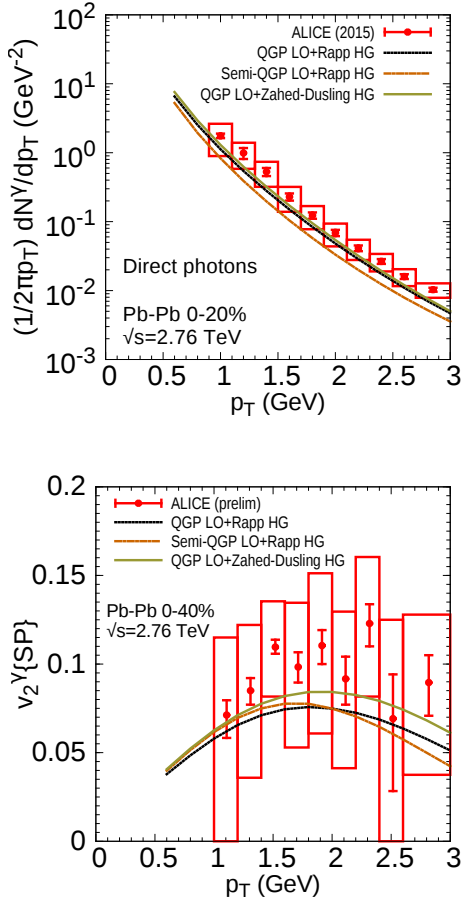 ALICE (2015)
QGP LO+Rapp HG
Semi-QGP LO+Rapp HG
QGP LO+Zahed-Dusling HG
(1/2πp_T) dN^γ/dp_T (GeV^-2)
10^2
10^1
10^0
10^-1
10^-2
10^-3
Direct photons
Pb-Pb 0-20%
√s=2.76 TeV
0 0.5 1 1.5 2 2.5 3
p_T (GeV)
ALICE (prelim)
QGP LO+Rapp HG
Semi-QGP LO+Rapp HG
QGP LO+Zahed-Dusling HG
v_2^γ{SP}
0.2
0.15
0.1
0.05
0
Pb-Pb 0-40%
√s=2.76 TeV
0 0.5 1 1.5 2 2.5 3
p_T (GeV)